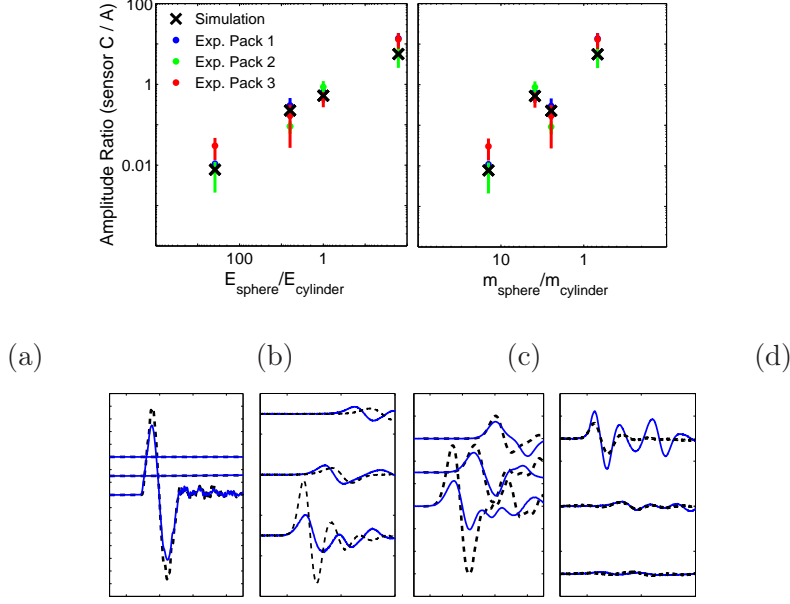 100
1
0.01
Amplitude Ratio (sensor C / A)
Simulation
Exp. Pack 1
Exp. Pack 2
Exp. Pack 3
100 1
E_sphere/E_cylinder
10 1
m_sphere/m_cylinder
(a) (b) (c) (d)